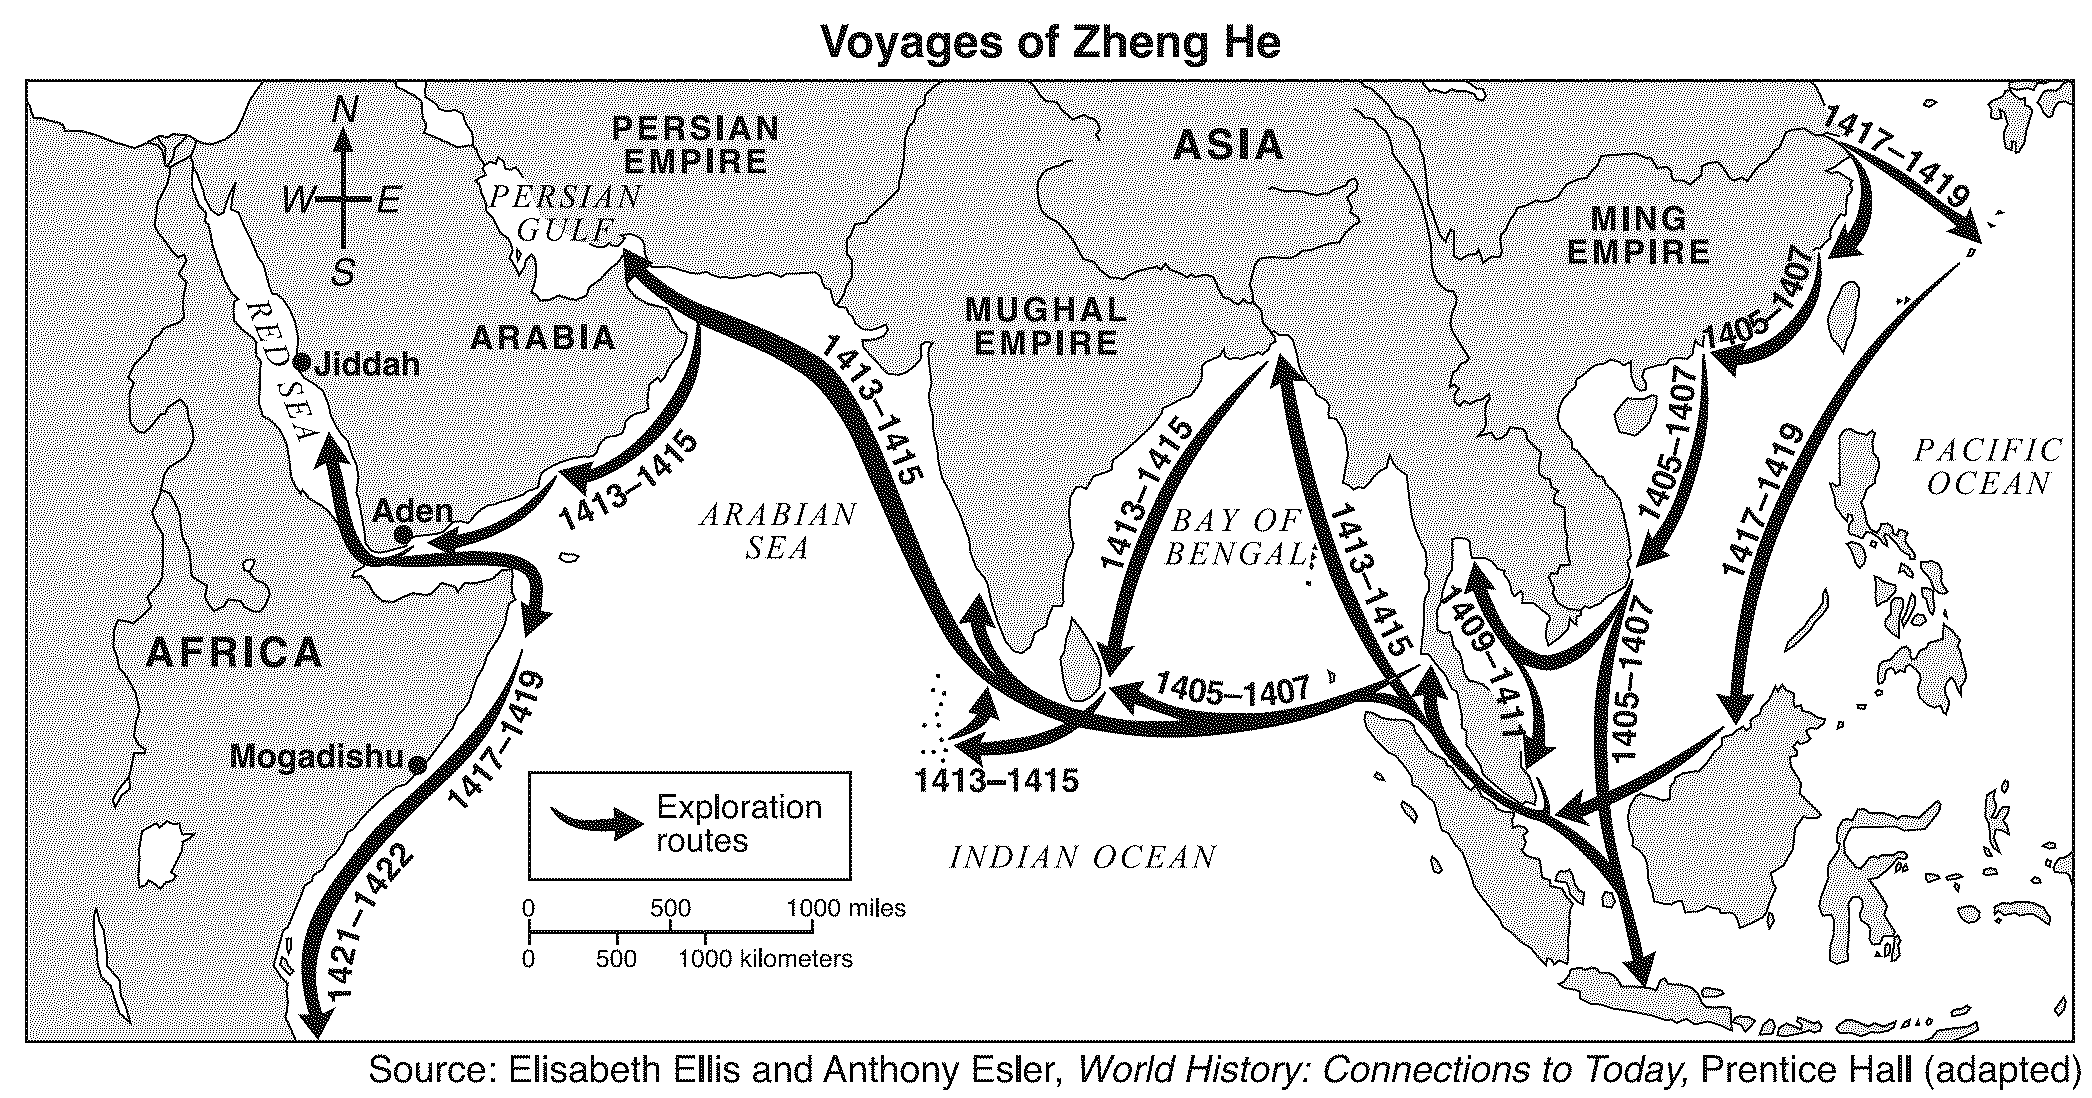 Voyages of Zheng He
N
W
E
S
PERSIAN
EMPIRE
PERSIAN
GULF
ASIA
MING
EMPIRE
1417–1419
1405–1407
RED SEA
Jiddah
ARABIA
MUGHAL
EMPIRE
1413–1415
1413–1415
Aden
ARABIAN
SEA
1413–1415
BAY OF
BENGAL
1413–1415
1405–1407
1417–1419
PACIFIC
OCEAN
1409–1411
1405–1407
1405–1407
AFRICA
1417–1419
Mogadishu
1413–1415
INDIAN OCEAN
1421–1422
Exploration
routes
0 500 1000 miles
0 500 1000 kilometers
Source: Elisabeth Ellis and Anthony Esler, World History: Connections to Today, Prentice Hall (adapted)